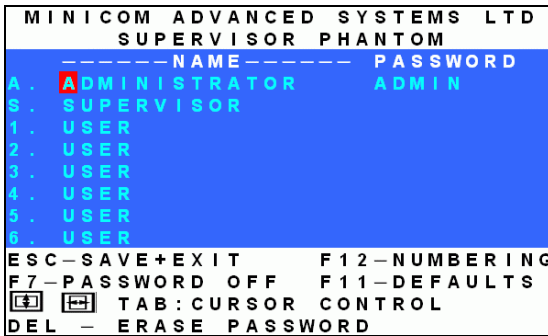 MINICOM ADVANCED SYSTEMS LTD
SUPERVISOR PHANTOM
------NAME------ PASSWORD
A. ADMINISTRATOR ADMIN
S. SUPERVISOR
1. USER
2. USER
3. USER
4. USER
5. USER
6. USER
ESC-SAVE+EXIT F12-NUMBERING
F7-PASSWORD OFF F11-DEFAULTS
TAB:CURSOR CONTROL
DEL - ERASE PASSWORD